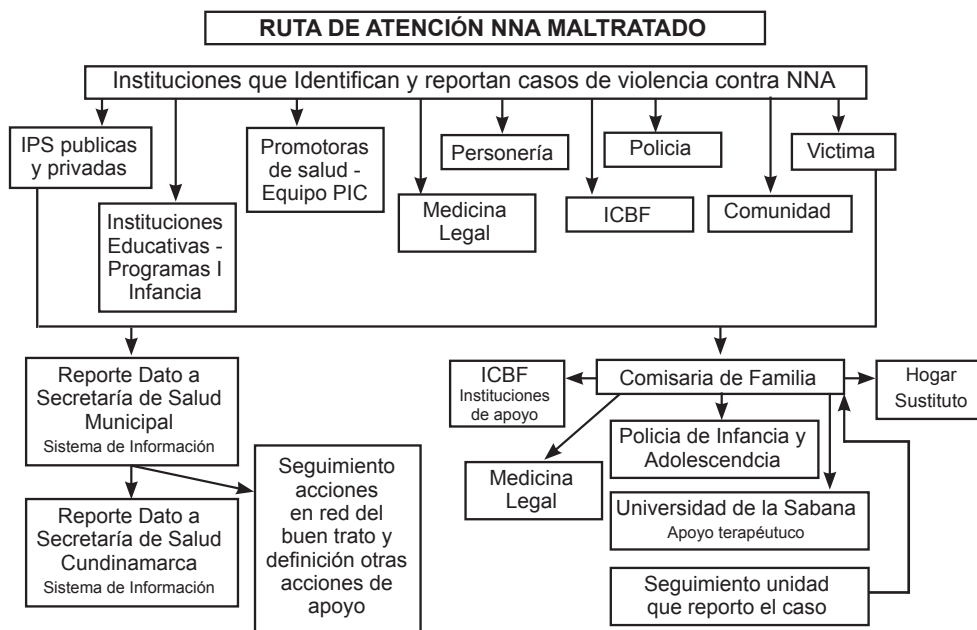 RUTA DE ATENCIÓN NNA MALTRATADO
Instituciones que Identifican y reportan casos de violencia contra NNA
IPS publicas
y privadas
Instituciones
Educativas -
Programas I
Infancia
Promotoras
de salud -
Equipo PIC
Medicina
Legal
Personería
ICBF
Policia
Comunidad
Victima
Reporte Dato a
Secretaría de Salud
Municipal
Sistema de Información
Reporte Dato a
Secretaría de Salud
Cundinamarca
Sistema de Información
Seguimiento
acciones
en red del
buen trato y
definición otras
acciones de
apoyo
ICBF
Instituciones
de apoyo
Comisaria de Familia
Hogar
Sustituto
Medicina
Legal
Policia de Infancia y
Adolescendcia
Universidad de la Sabana
Apoyo terapéutuco
Seguimiento unidad
que reporto el caso